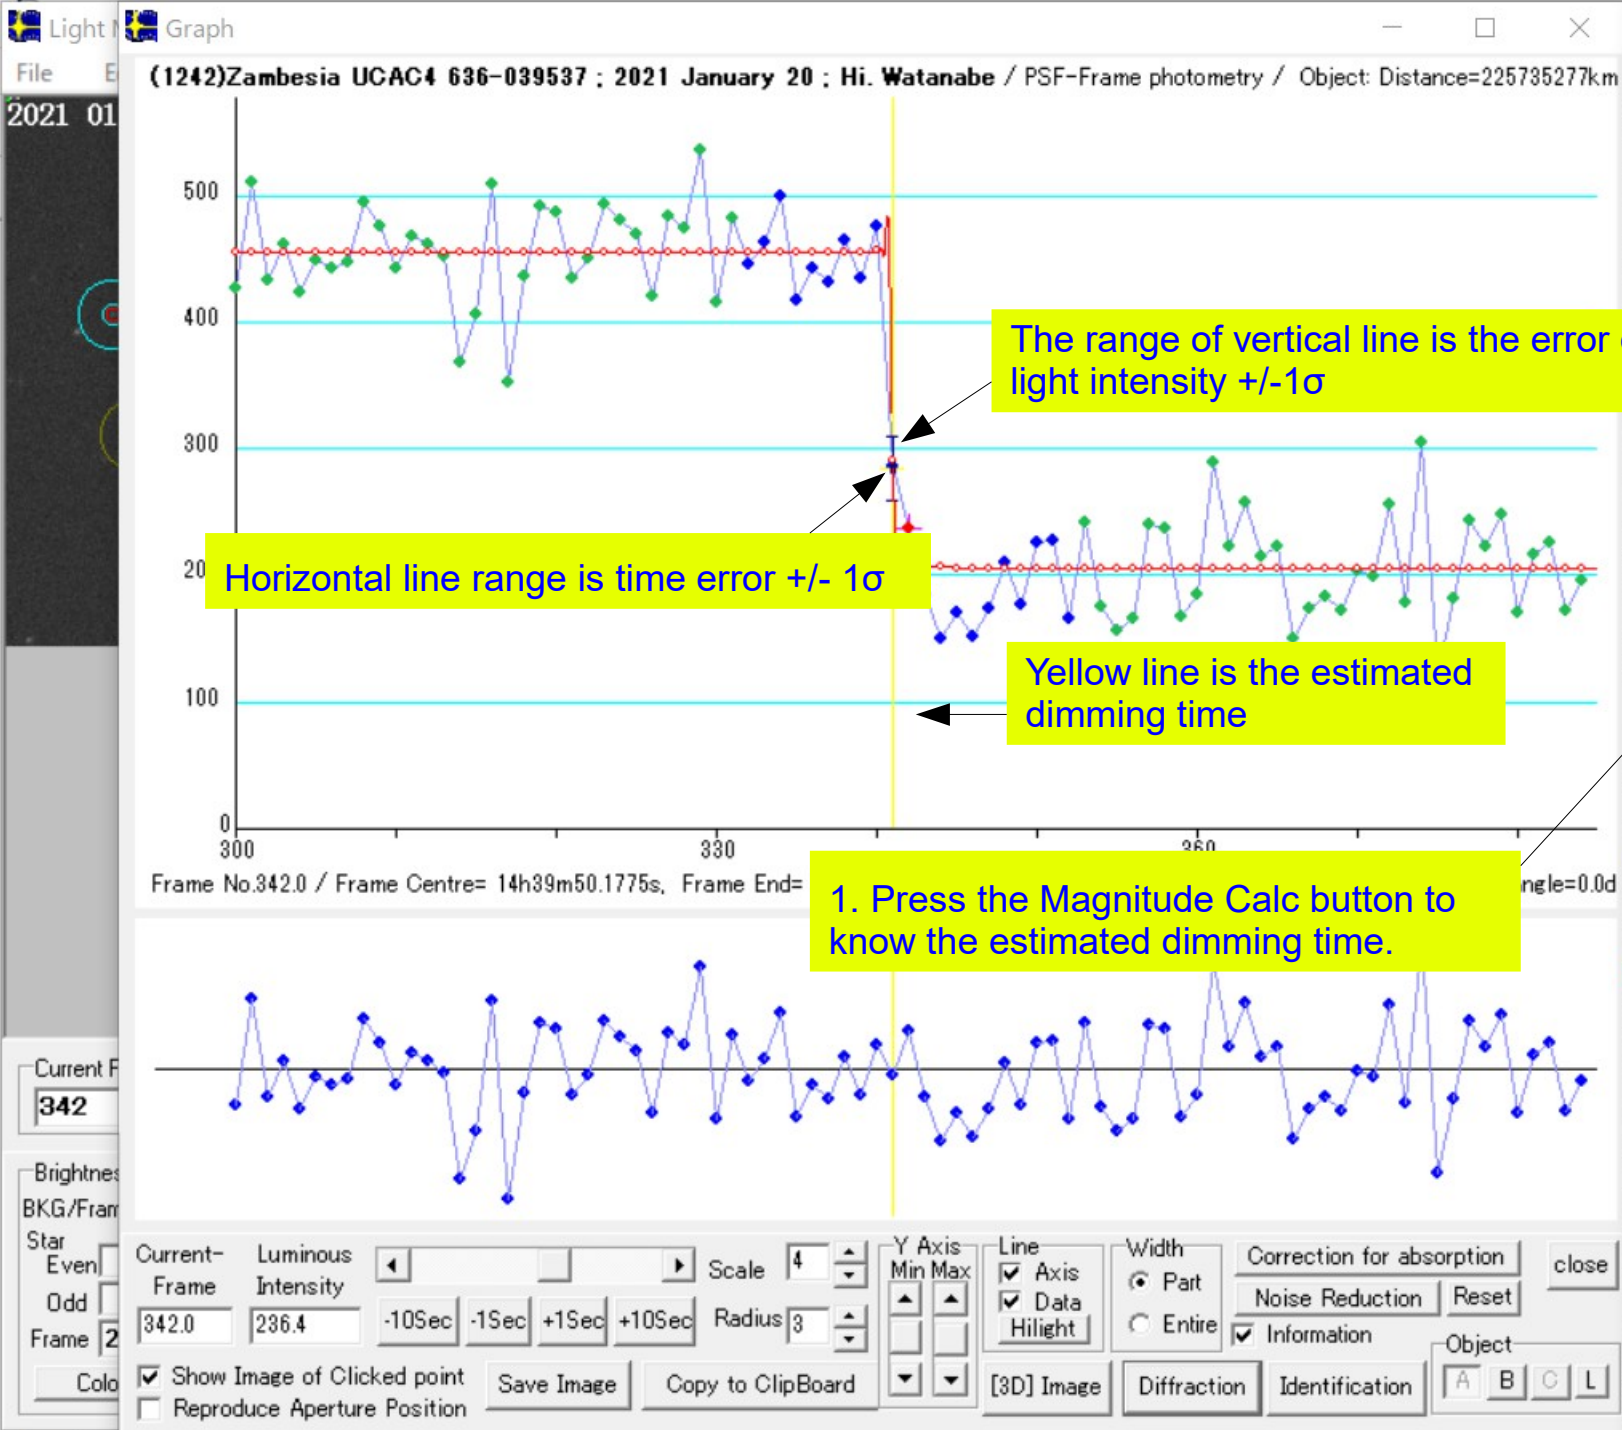 Light
Graph
File
(1242)Zambesia UCAC4 636-039537 ; 2021 January 20 ; Hi. Watanabe / PSF-Frame photometry / Object: Distance=225735277km
2021 01
500
400
The range of vertical line is the error
light intensity +/-1σ
300
Horizontal line range is time error +/- 1σ
20
Yellow line is the estimated
dimming time
100
0
300 330 360
Frame No.342.0 / Frame Centre= 14h39m50.1775s, Frame End= ngle=0.0d
1. Press the Magnitude Calc button to
know the estimated dimming time.
Current F
342
Brightnes
BKG/Fram
Star
Even
Odd
Frame 2
Colo
Current-
Frame
342.0
Luminous
Intensity
236.4
-10Sec -1Sec +1Sec +10Sec
Scale 4
Radius 3
Y Axis
Min Max
Line
Axis
Data
Hilight
Width
Part
Entire
Correction for absorption
close
Noise Reduction
Reset
Information
Show Image of Clicked point
Reproduce Aperture Position
Save Image
Copy to ClipBoard
[3D] Image
Diffraction
Identification
Object
A B C L